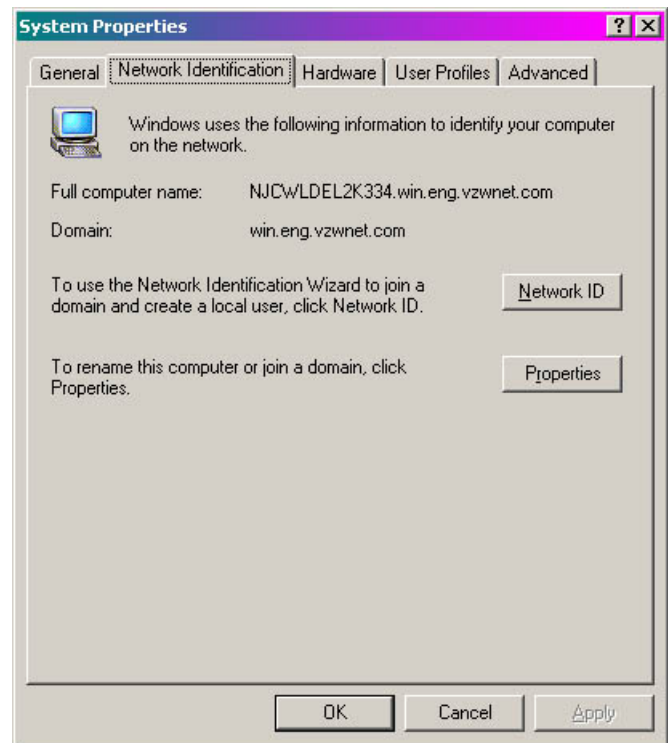 System Properties
? X
General Network Identification Hardware User Profiles Advanced
Windows uses the following information to identify your computer
on the network.
Full computer name: NJCWLDEL2K334.win.eng.vzwnet.com
Domain: win.eng.vzwnet.com
To use the Network Identification Wizard to join a
domain and create a local user, click Network ID.
Network ID
To rename this computer or join a domain, click
Properties.
Properties
OK Cancel Apply